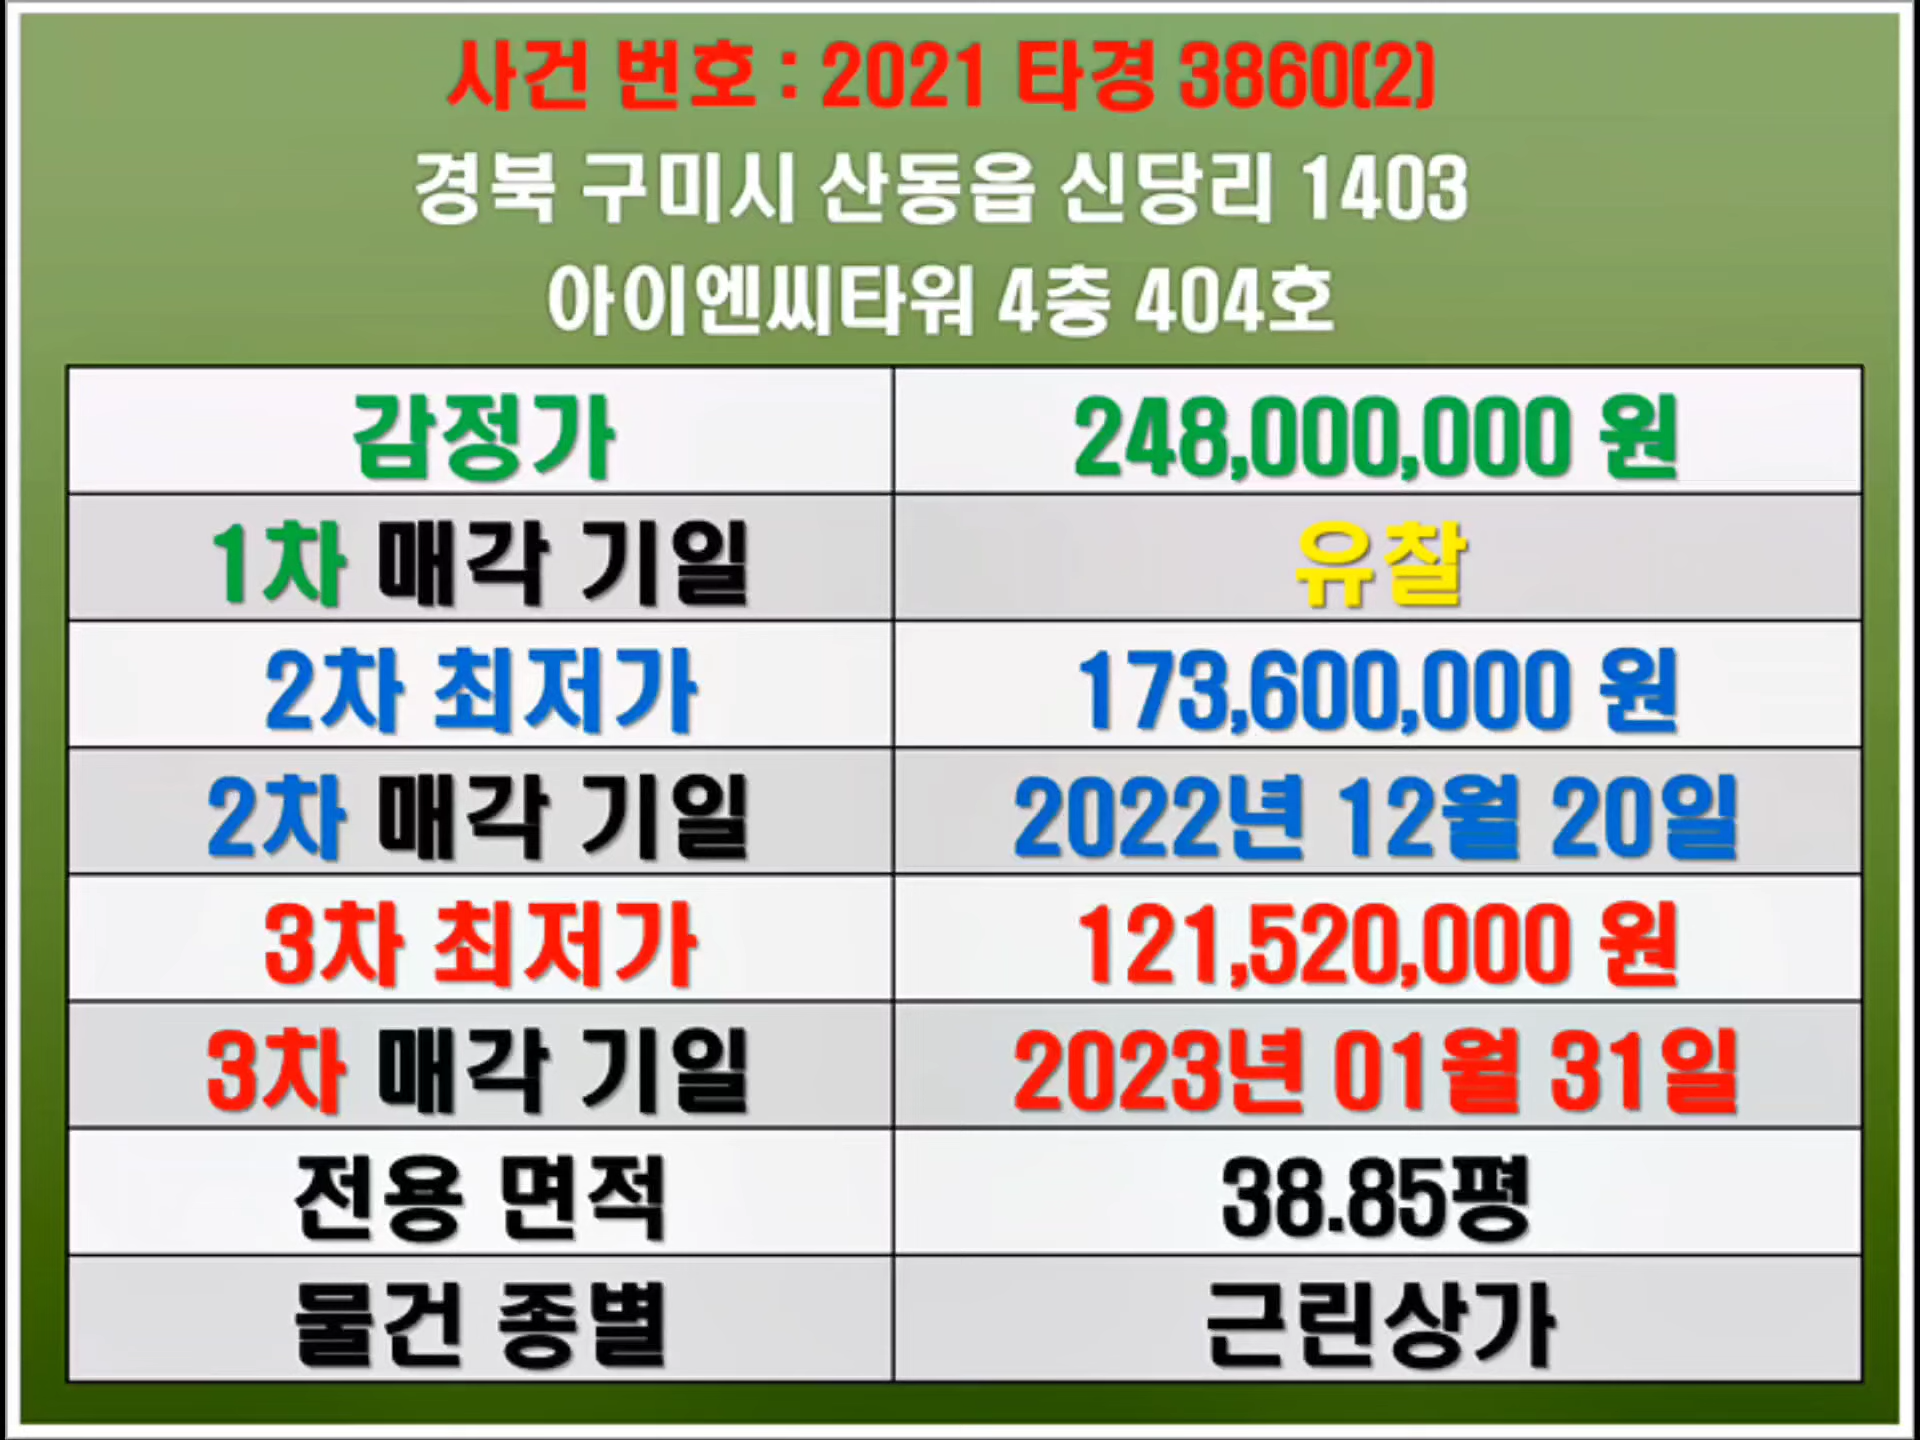 사건 번호 : 2021 타경 3860(2)
경북 구미시 산동읍 신당리 1403
아이엔씨타워 4층 404호
감정가 248,000,000 원
1차 매각 기일 유찰
2차 최저가 173,600,000 원
2차 매각 기일 2022년 12월 20일
3차 최저가 121,520,000 원
3차 매각 기일 2023년 01월 31일
전용 면적 38.85평
물건 종별 근린상가